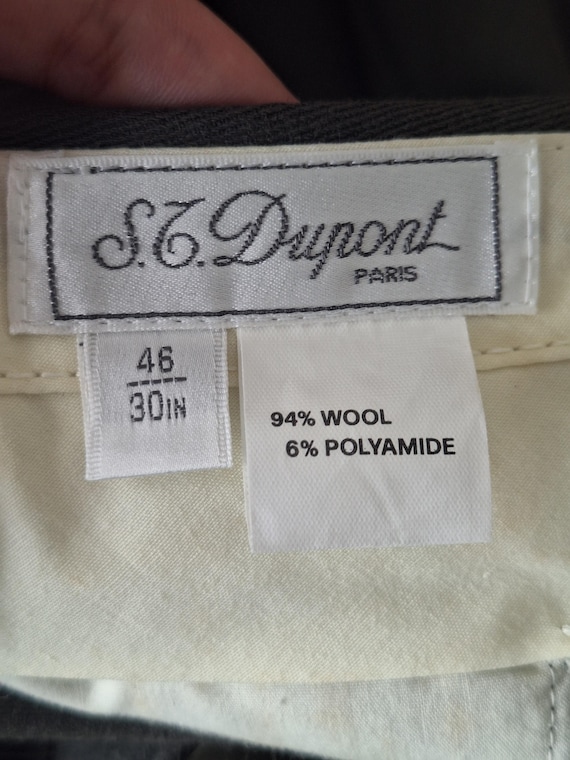 S.T. Dupont
PARIS
46
30IN
94% WOOL
6% POLYAMIDE